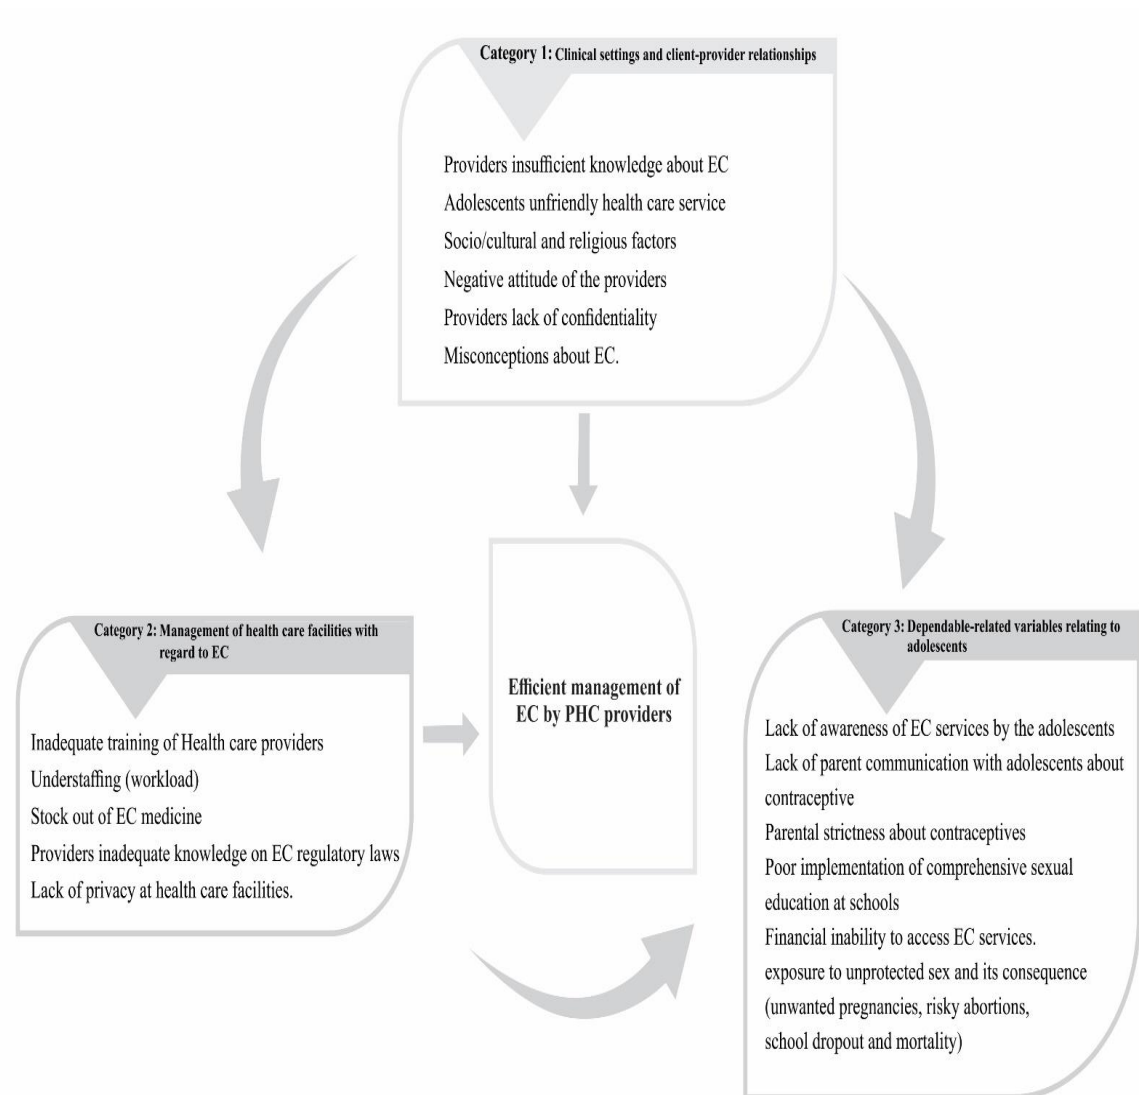 Category 1: Clinical settings and client-provider relationships
Providers insufficient knowledge about EC
Adolescents unfriendly health care service
Socio/cultural and religious factors
Negative attitude of the providers
Providers lack of confidentiality
Misconceptions about EC.
Category 2: Management of health care facilities with
regard to EC
Inadequate training of Health care providers
Understaffing (workload)
Stock out of EC medicine
Providers inadequate knowledge on EC regulatory laws
Lack of privacy at health care facilities.
Efficient management of
EC by PHC providers
Category 3: Dependable-related variables relating to
adolescents
Lack of awareness of EC services by the adolescents
Lack of parent communication with adolescents about
contraceptive
Parental strictness about contraceptives
Poor implementation of comprehensive sexual
education at schools
Financial inability to access EC services.
exposure to unprotected sex and its consequence
(unwanted pregnancies, risky abortions,
school dropout and mortality)